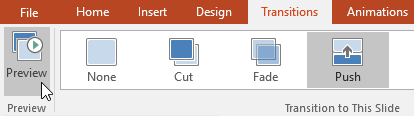 File Home Insert Design Transitions Animations
Preview None Cut Fade Push
Preview Transition to This Slide